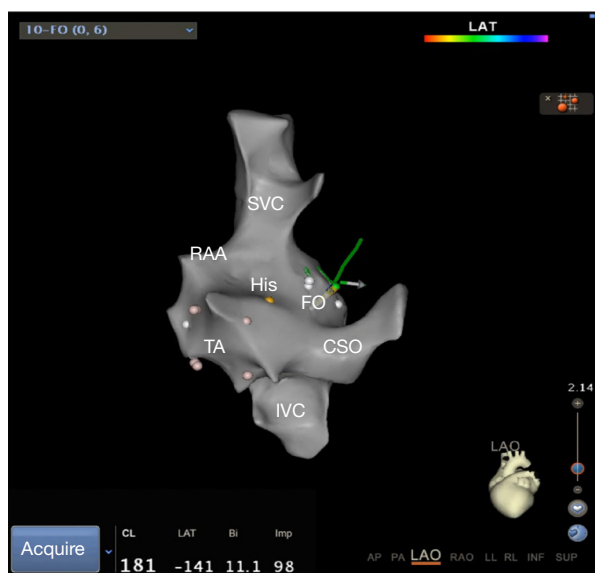 10-FO (0, 6)
LAT
SVC
RAA
His
FO
TA
CSO
IVC
2.14
LAO
Acquire
CL LAT Bi Imp
181 -141 11.1 98
AP PA LAO RAO LL RL INF SUP